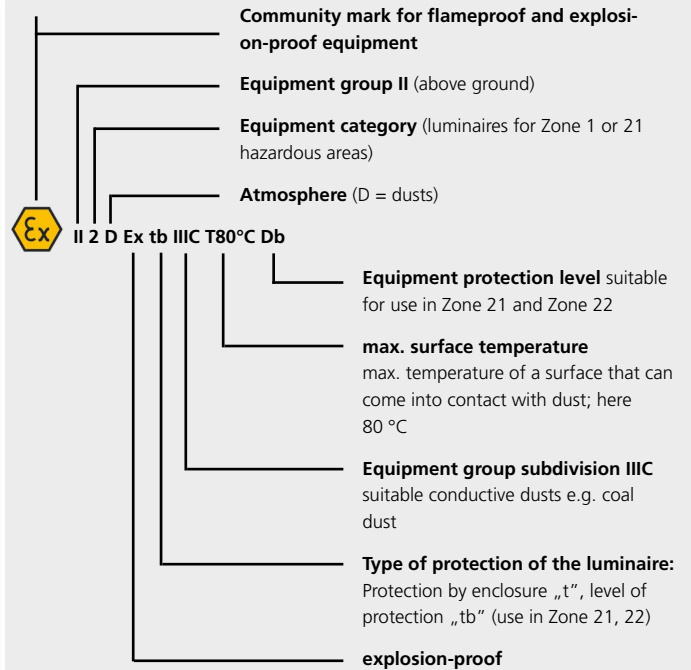 Community mark for flameproof and explosi-
on-proof equipment
Equipment group II (above ground)
Equipment category (luminaires for Zone 1 or 21
hazardous areas)
Atmosphere (D = dusts)
Ex II 2 D Ex tb IIIC T80°C Db
Equipment protection level suitable
for use in Zone 21 and Zone 22
max. surface temperature
max. temperature of a surface that can
come into contact with dust; here
80 °C
Equipment group subdivision IIIC
suitable conductive dusts e.g. coal
dust
Type of protection of the luminaire:
Protection by enclosure „t”, level of
protection „tb” (use in Zone 21, 22)
explosion-proof